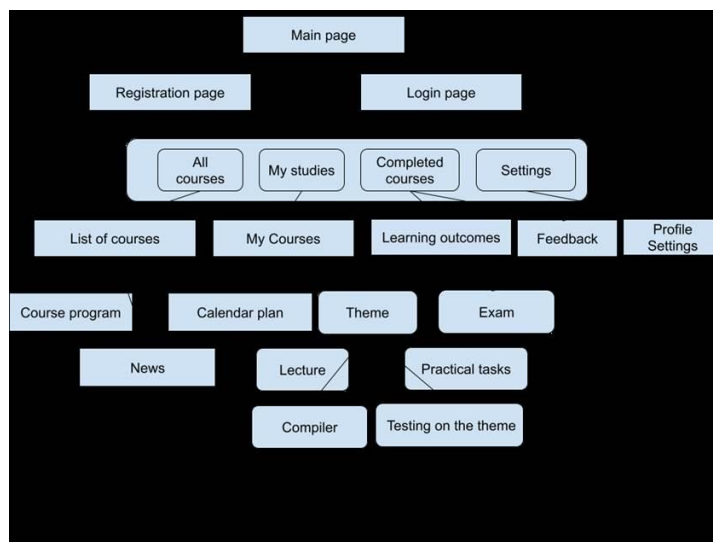 Main page
Registration page
Login page
All
courses
My studies
Completed
courses
Settings
List of courses
My Courses
Learning outcomes
Feedback
Profile
Settings
Course program
Calendar plan
Theme
Exam
News
Lecture
Practical tasks
Compiler
Testing on the theme